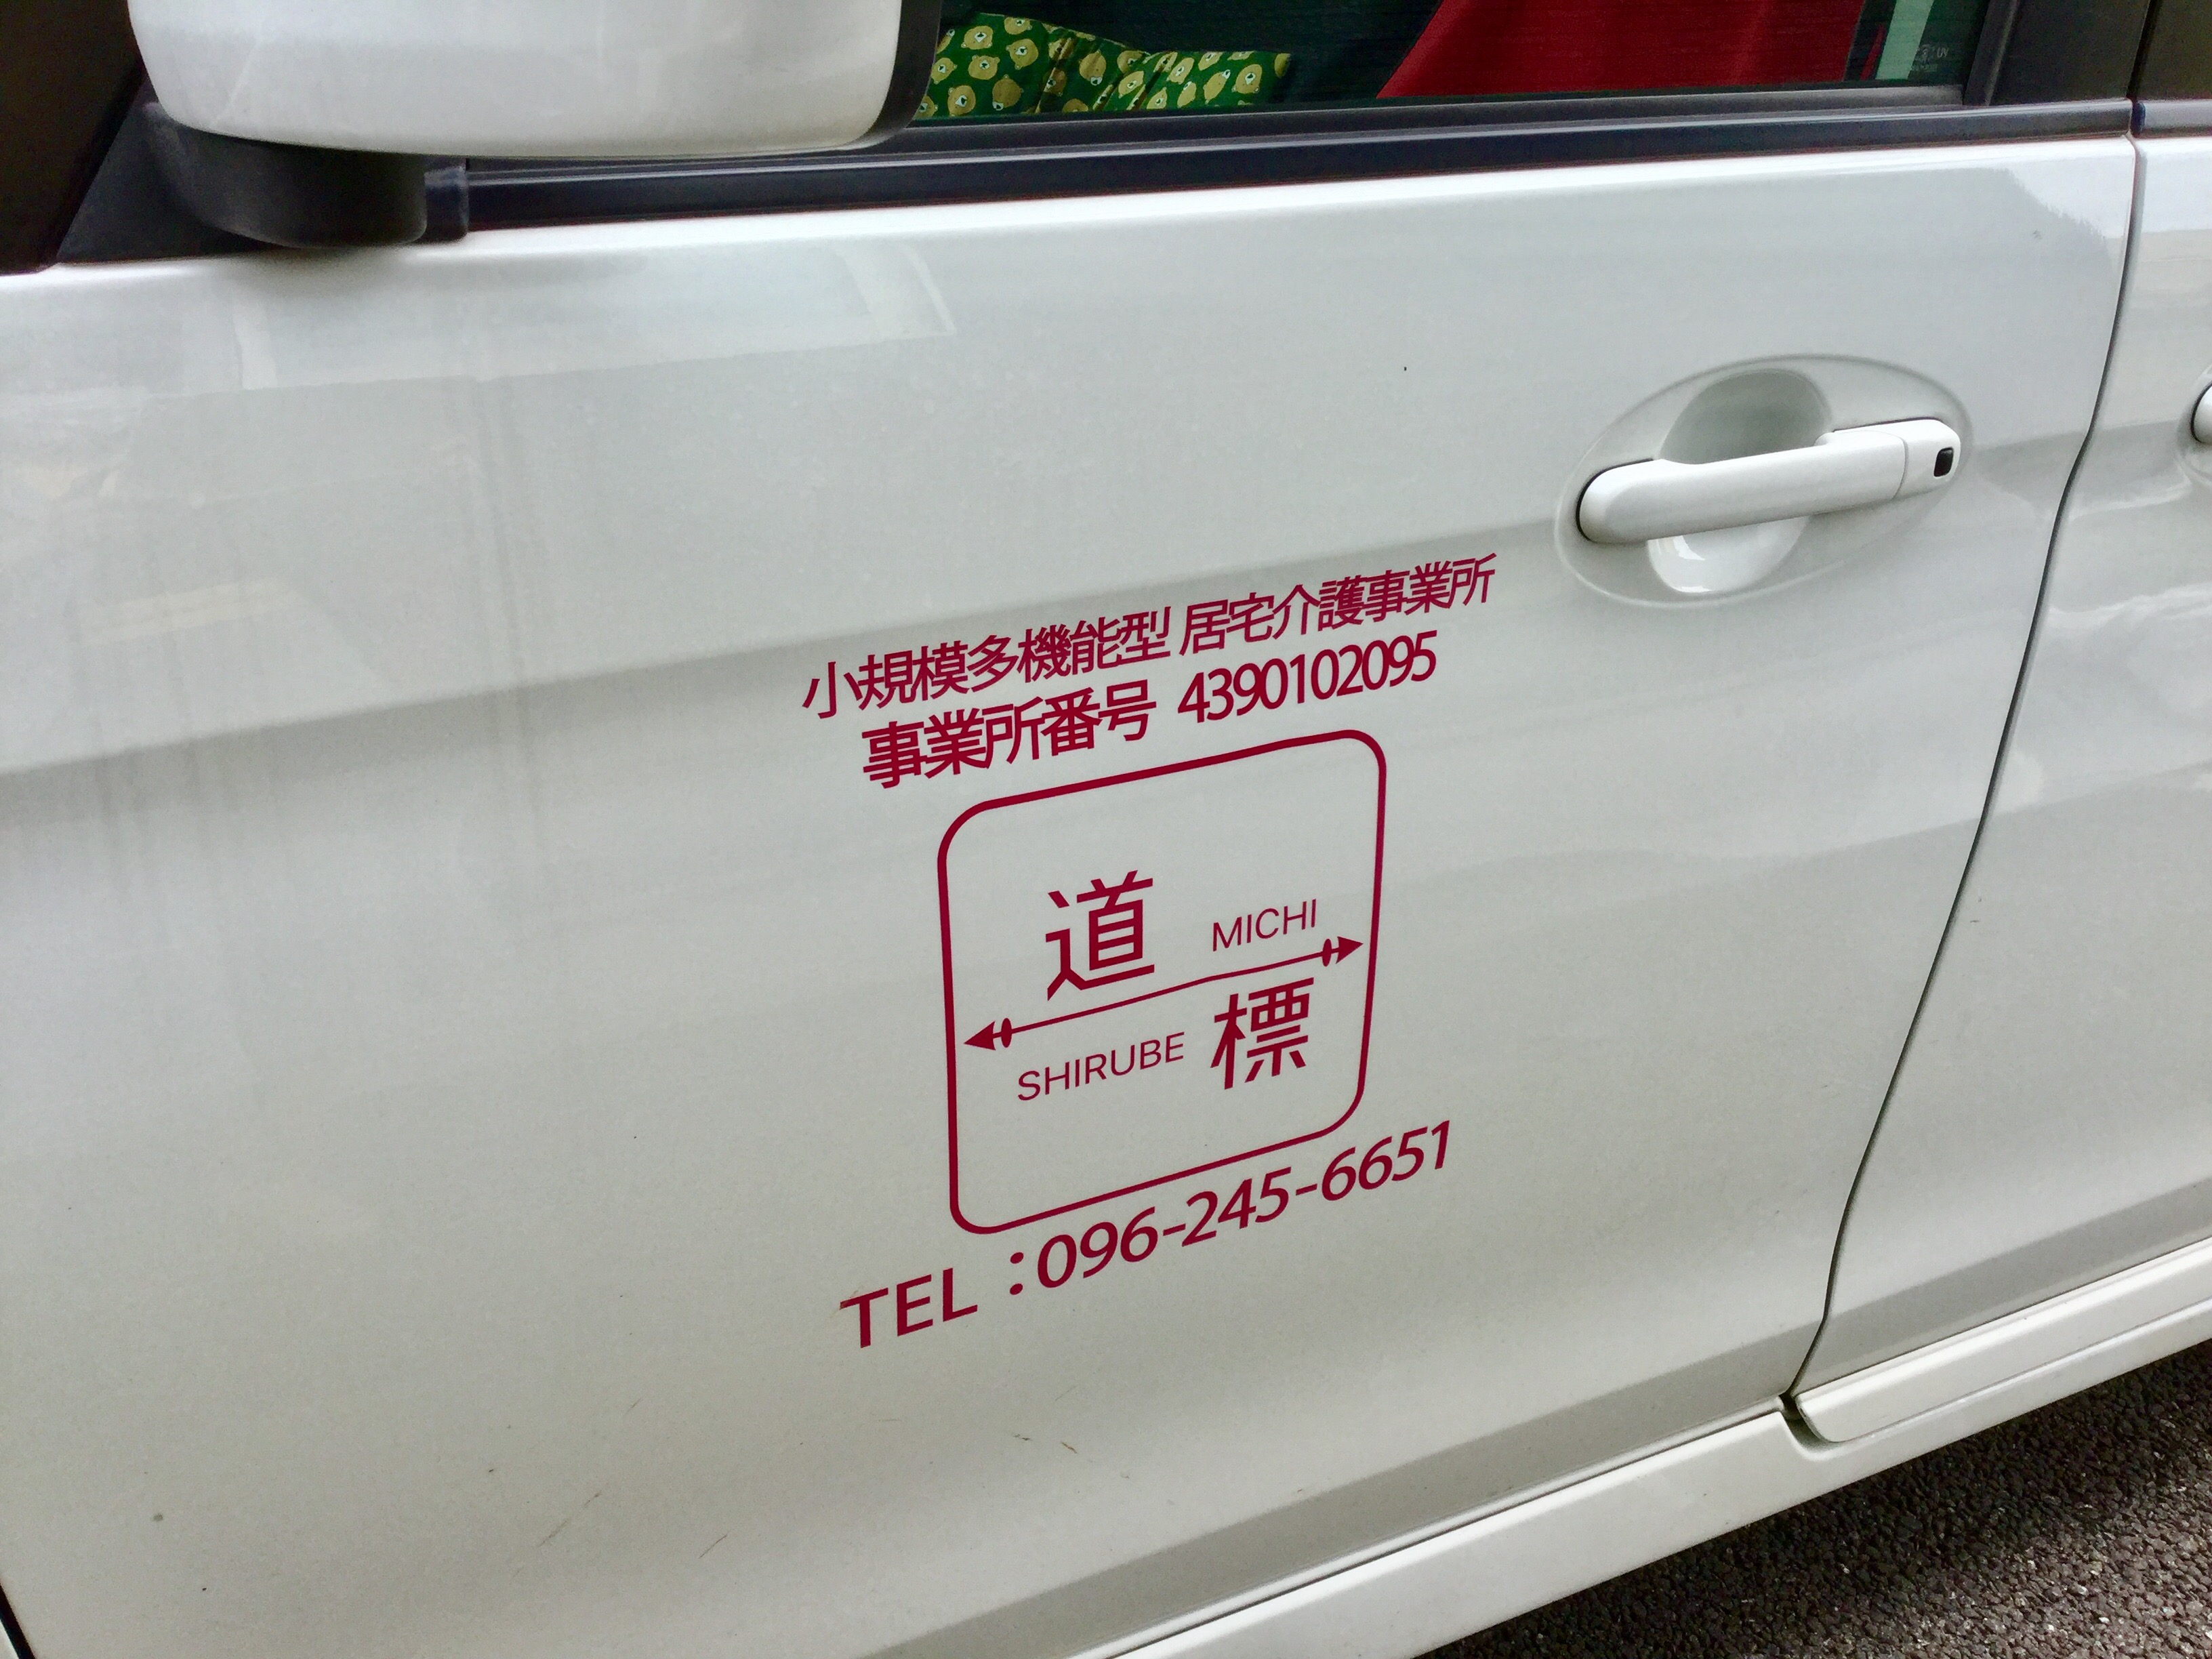 小規模多機能型 居宅介護事業所
事業所番号 4390102095
道 MICHI
SHIRUBE 標
TEL：096-245-6651